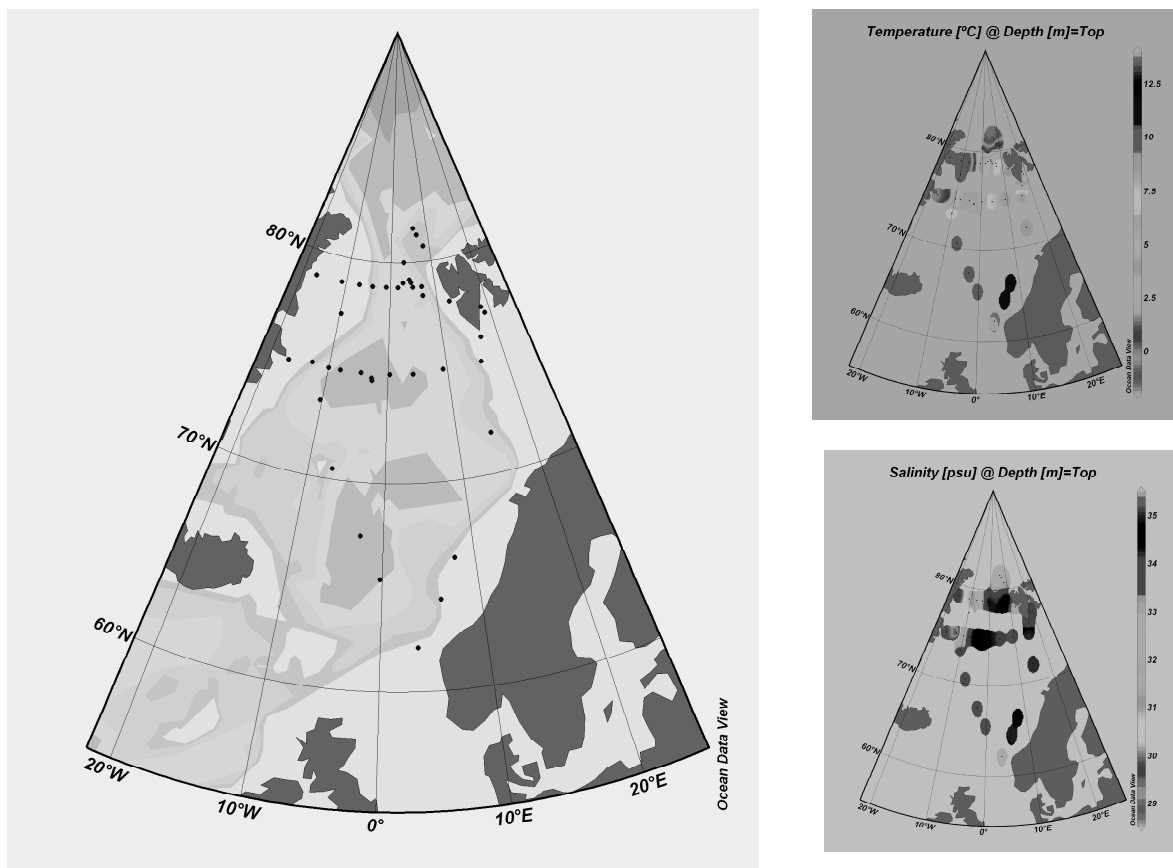 80°N
70°N
60°N
20°W
10°W
0°
10°E
20°E
Ocean Data View
Temperature [°C] @ Depth [m]=Top
80°N
70°N
60°N
20°W
10°W
0°
10°E
20°E
12.5
10
7.5
5
2.5
0
Ocean Data View
Salinity [psu] @ Depth [m]=Top
80°N
70°N
60°N
20°W
10°W
0°
10°E
20°E
35
34
33
32
31
30
29
Ocean Data View